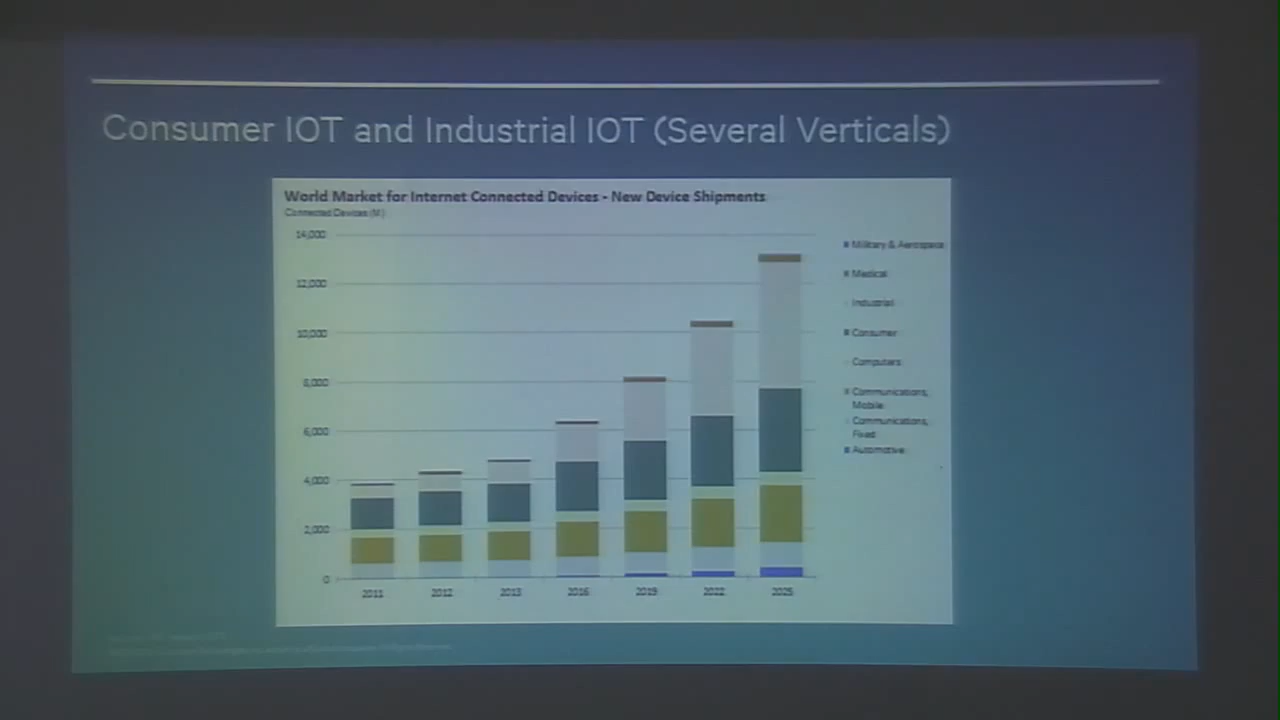 Consumer IOT and Industrial IOT (Several Verticals)
World Market for Internet Connected Devices - New Device Shipments
Connected Devices (M)
14,000
12,000
10,000
8,000
6,000
4,000
2,000
0
2011
2012
2013
2016
2019
2022
2025
Military & Aerospace
Medical
Industrial
Consumer
Computers
Communications,
Mobile
Communications,
Fixed
Automotive